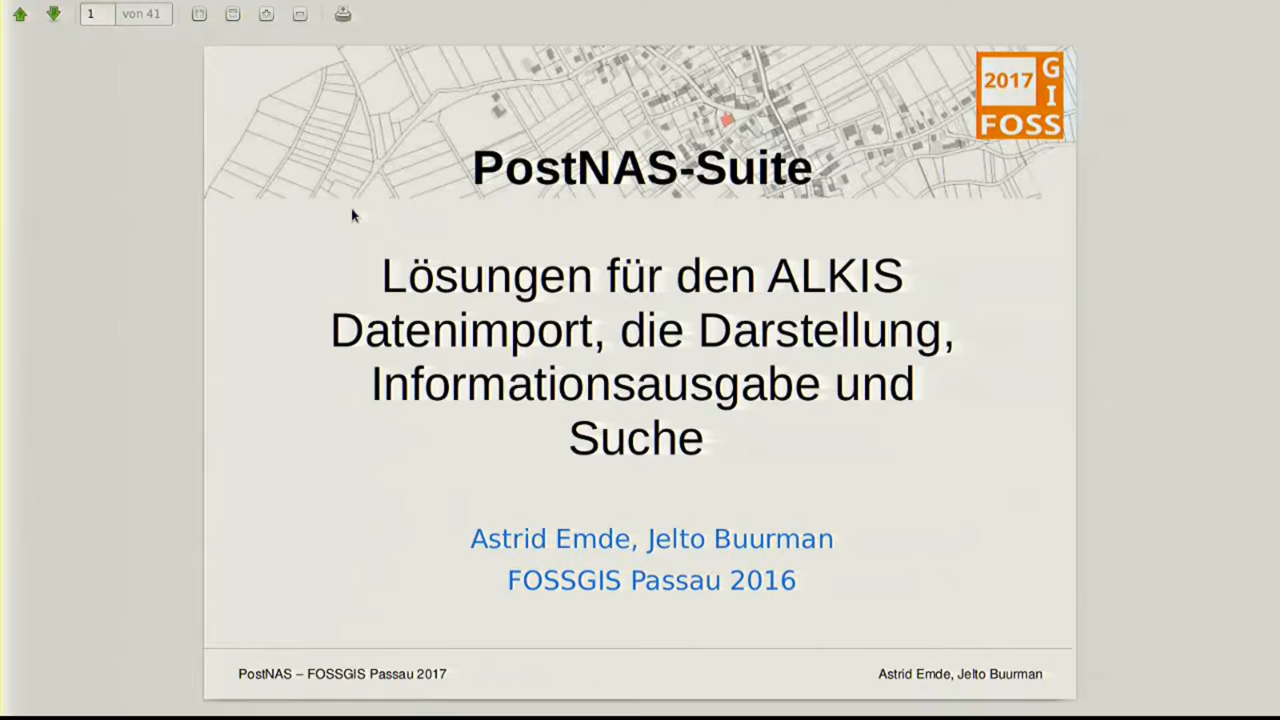 1 von 41
2017 G
I
FOSS
PostNAS-Suite
Lösungen für den ALKIS
Datenimport, die Darstellung,
Informationsausgabe und
Suche
Astrid Emde, Jelto Buurman
FOSSGIS Passau 2016
PostNAS – FOSSGIS Passau 2017
Astrid Emde, Jelto Buurman